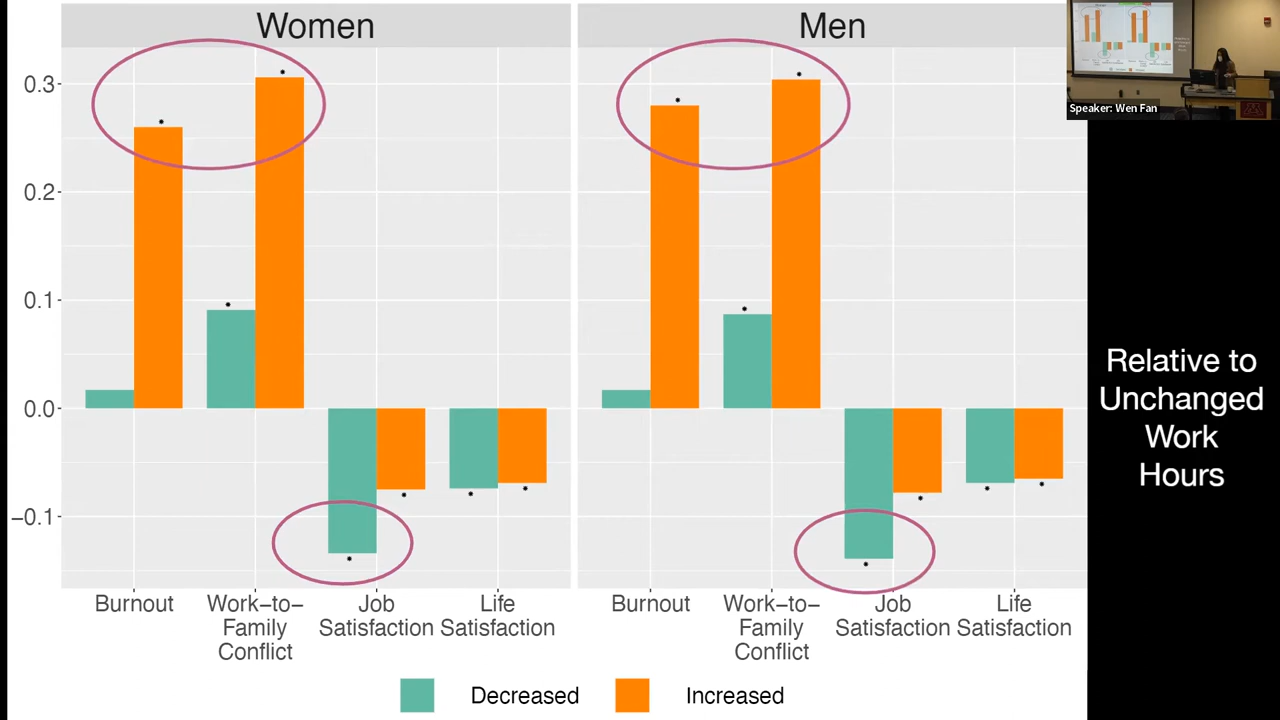 Women
Men
0.3
0.2
0.1
0.0
−0.1
Burnout
Work−to−
Family
Conflict
Job
Satisfaction
Life
Satisfaction
Burnout
Work−to−
Family
Conflict
Job
Satisfaction
Life
Satisfaction
Decreased
Increased
Speaker: Wen Fan
Relative to
Unchanged
Work
Hours